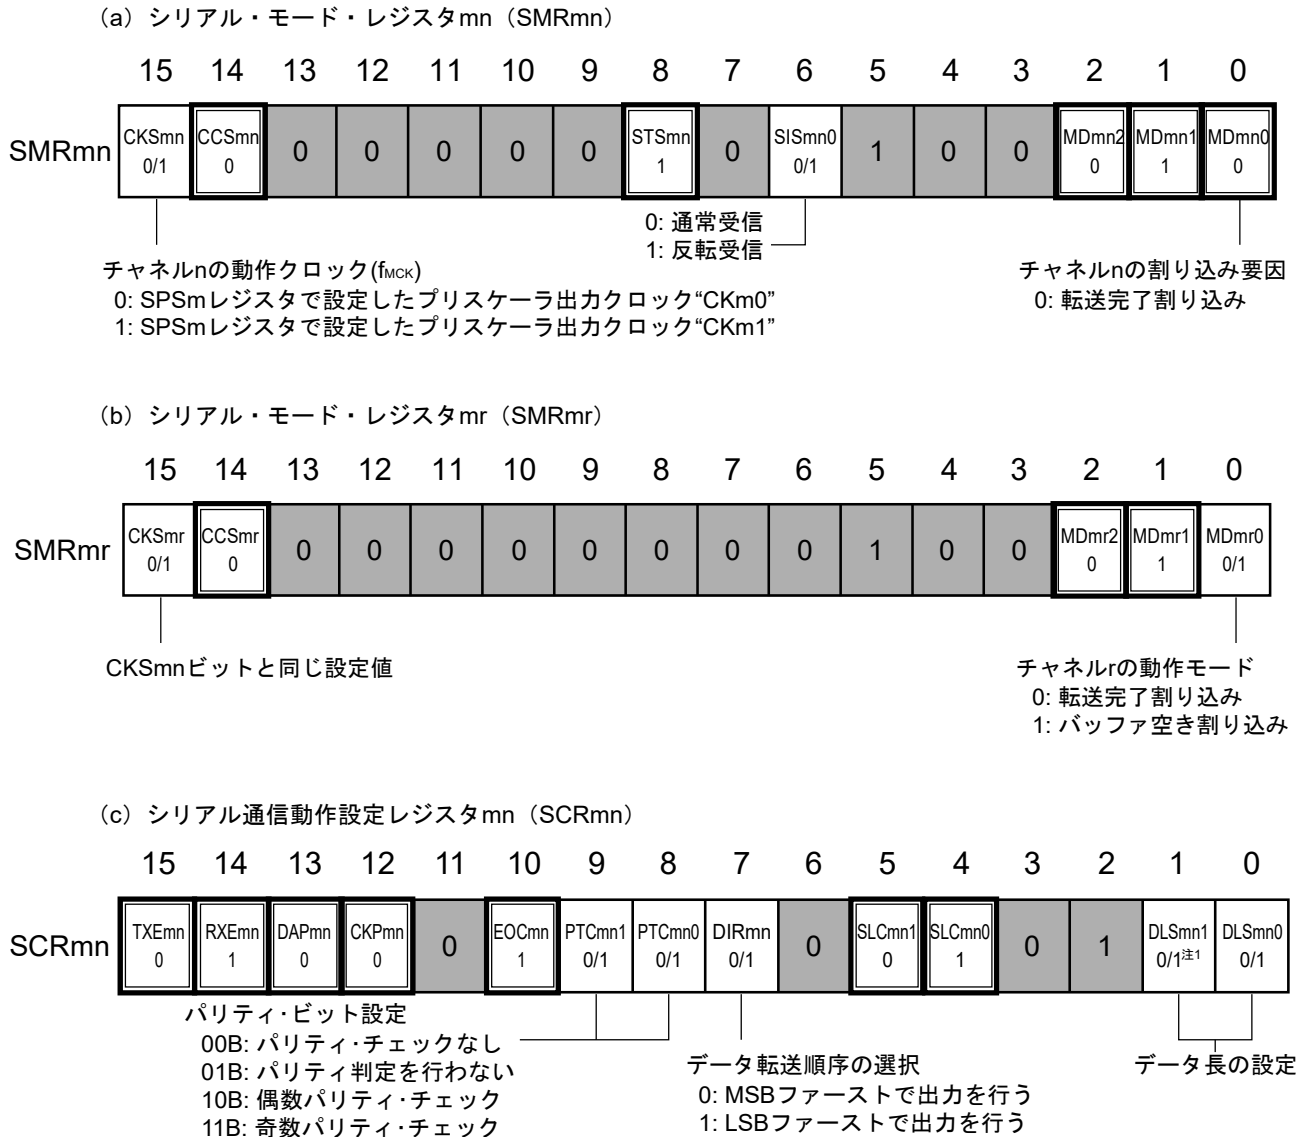 (a) シリアル・モード・レジスタmn（SMRmn）
15 14 13 12 11 10 9 8 7 6 5 4 3 2 1 0
SMRmn CKSmn 0/1 CCSmn 0 0 0 0 0 0 STSmn 1 0 SISmn0 0/1 1 0 0 MDmn2 0 MDmn1 1 MDmn0 0
0: 通常受信
1: 反転受信
チャネルnの動作クロック(fMCK)
0: SPSmレジスタで設定したプリスケーラ出力クロック“CKm0”
1: SPSmレジスタで設定したプリスケーラ出力クロック“CKm1”
チャネルnの割り込み要因
0: 転送完了割り込み
(b) シリアル・モード・レジスタmr（SMRmr）
15 14 13 12 11 10 9 8 7 6 5 4 3 2 1 0
SMRmr CKSmr 0/1 CCSmr 0 0 0 0 0 0 0 0 0 1 0 0 MDmr2 0 MDmr1 1 MDmr0 0/1
CKSmnビットと同じ設定値
チャネルrの動作モード
0: 転送完了割り込み
1: バッファ空き割り込み
(c) シリアル通信動作設定レジスタmn（SCRmn）
15 14 13 12 11 10 9 8 7 6 5 4 3 2 1 0
SCRmn TXEmn 0 RXEmn 1 DAPmn 0 CKPmn 0 0 EOCmn 1 PTCmn1 0/1 PTCmn0 0/1 DIRmn 0/1 0 SLCmn1 0 SLCmn0 1 0 1 DLSmn1 0/1注1 DLSmn0 0/1
パリティ・ビット設定
00B: パリティ・チェックなし
01B: パリティ判定を行わない
10B: 偶数パリティ・チェック
11B: 奇数パリティ・チェック
データ転送順序の選択
0: MSBファーストで出力を行う
1: LSBファーストで出力を行う
データ長の設定